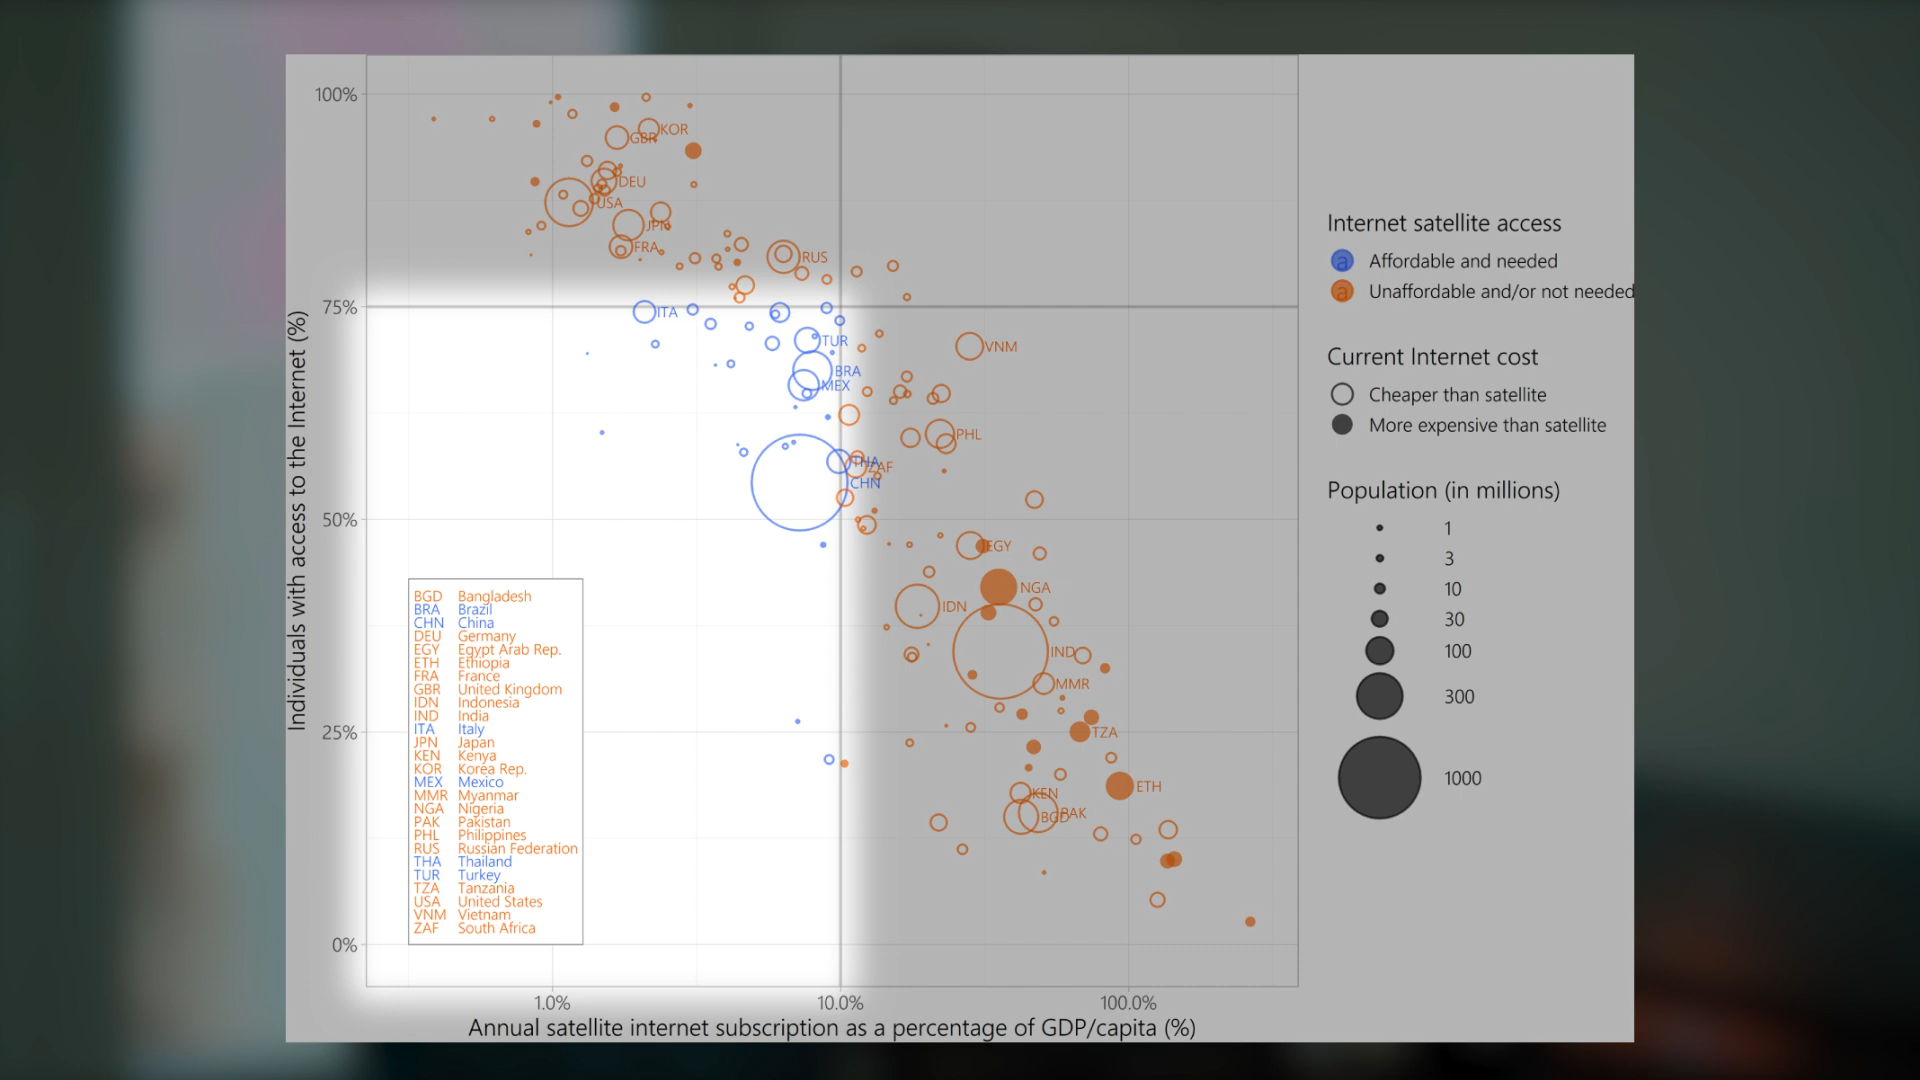 100%
75%
50%
25%
0%
Individuals with access to the Internet (%)
KOR
GBR
DEU
USA
JPN
FRA
RUS
ITA
TUR
BRA
MEX
VNM
PHL
THA
ZAF
CHN
EGY
NGA
IDN
IND
MMR
TZA
ETH
KEN
PAK
BGD
BGD Bangladesh
BRA Brazil
CHN China
DEU Germany
EGY Egypt Arab Rep.
ETH Ethiopia
FRA France
GBR United Kingdom
IDN Indonesia
IND India
ITA Italy
JPN Japan
KEN Kenya
KOR Korea Rep.
MEX Mexico
MMR Myanmar
NGA Nigeria
PAK Pakistan
PHL Philippines
RUS Russian Federation
THA Thailand
TUR Turkey
TZA Tanzania
USA United States
VNM Vietnam
ZAF South Africa
1.0%
10.0%
100.0%
Annual satellite internet subscription as a percentage of GDP/capita (%)
Internet satellite access
a Affordable and needed
a Unaffordable and/or not needed
Current Internet cost
Cheaper than satellite
More expensive than satellite
Population (in millions)
1
3
10
30
100
300
1000